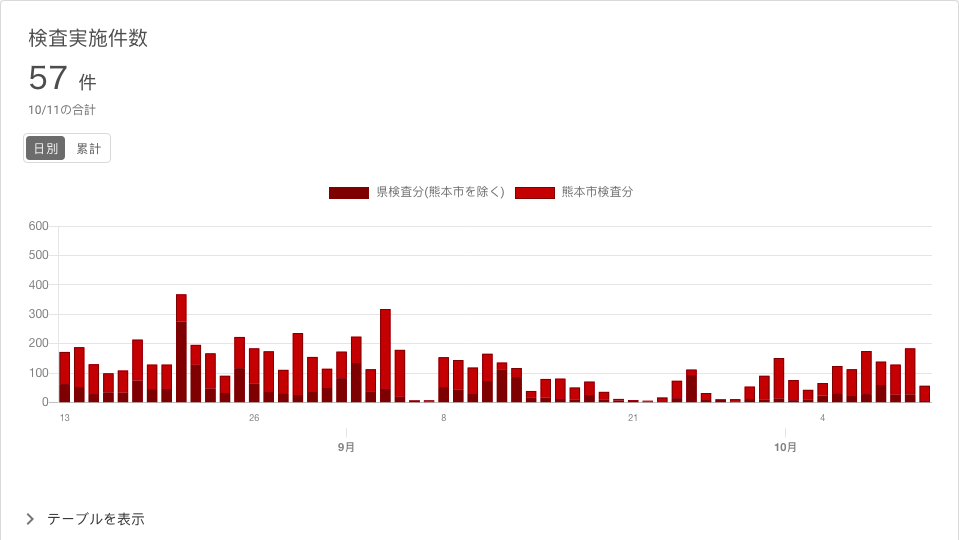 検査実施件数
57 件
10/11の合計
日別 累計
県検査分(熊本市を除く) 熊本市検査分
600
500
400
300
200
100
0
13 26 8 21 4
9月 10月
テーブルを表示